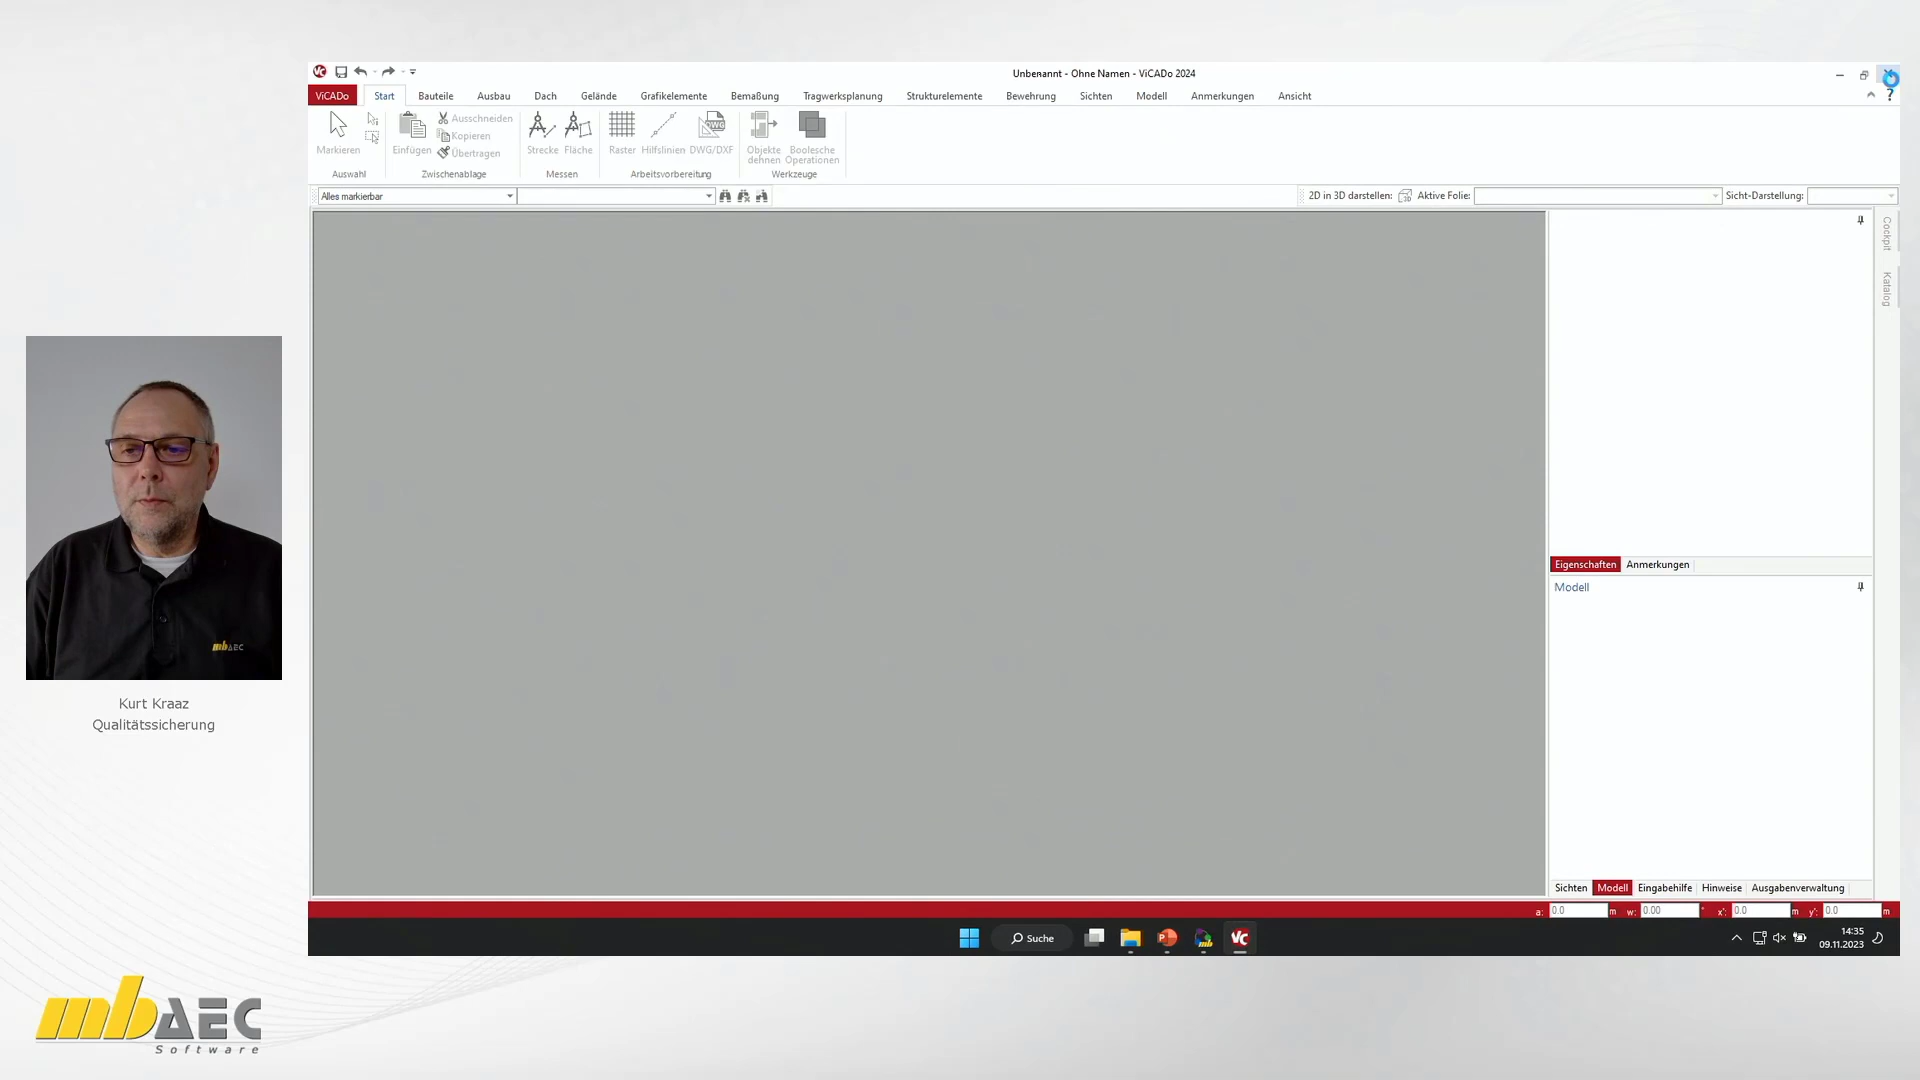 Unbenannt - Ohne Namen - ViCADo 2024
ViCADo Start Bauteile Ausbau Dach Gelände Grafikelemente Bemaßung Tragwerksplanung Strukturelemente Bewehrung Sichten Modell Anmerkungen Ansicht
Markieren
Auswahl
Einfügen
Ausschneiden
Kopieren
Übertragen
Zwischenablage
Strecke Fläche
Messen
Raster Hilfslinien DWG/DXF
Arbeitsvorbereitung
Objekte dehnen
Boolesche Operationen
Werkzeuge
Alles markierbar
2D in 3D darstellen: Aktive Folie: Sicht-Darstellung:
Cockpit
Katalog
Eigenschaften Anmerkungen
Modell
Sichten Modell Eingabehilfe Hinweise Ausgabenverwaltung
a: 0.0 m w: 0.00 ° x': 0.0 m y': 0.0 m
Suche
14:35
09.11.2023
mbAEC
Kurt Kraaz
Qualitätssicherung
mbAEC
Software